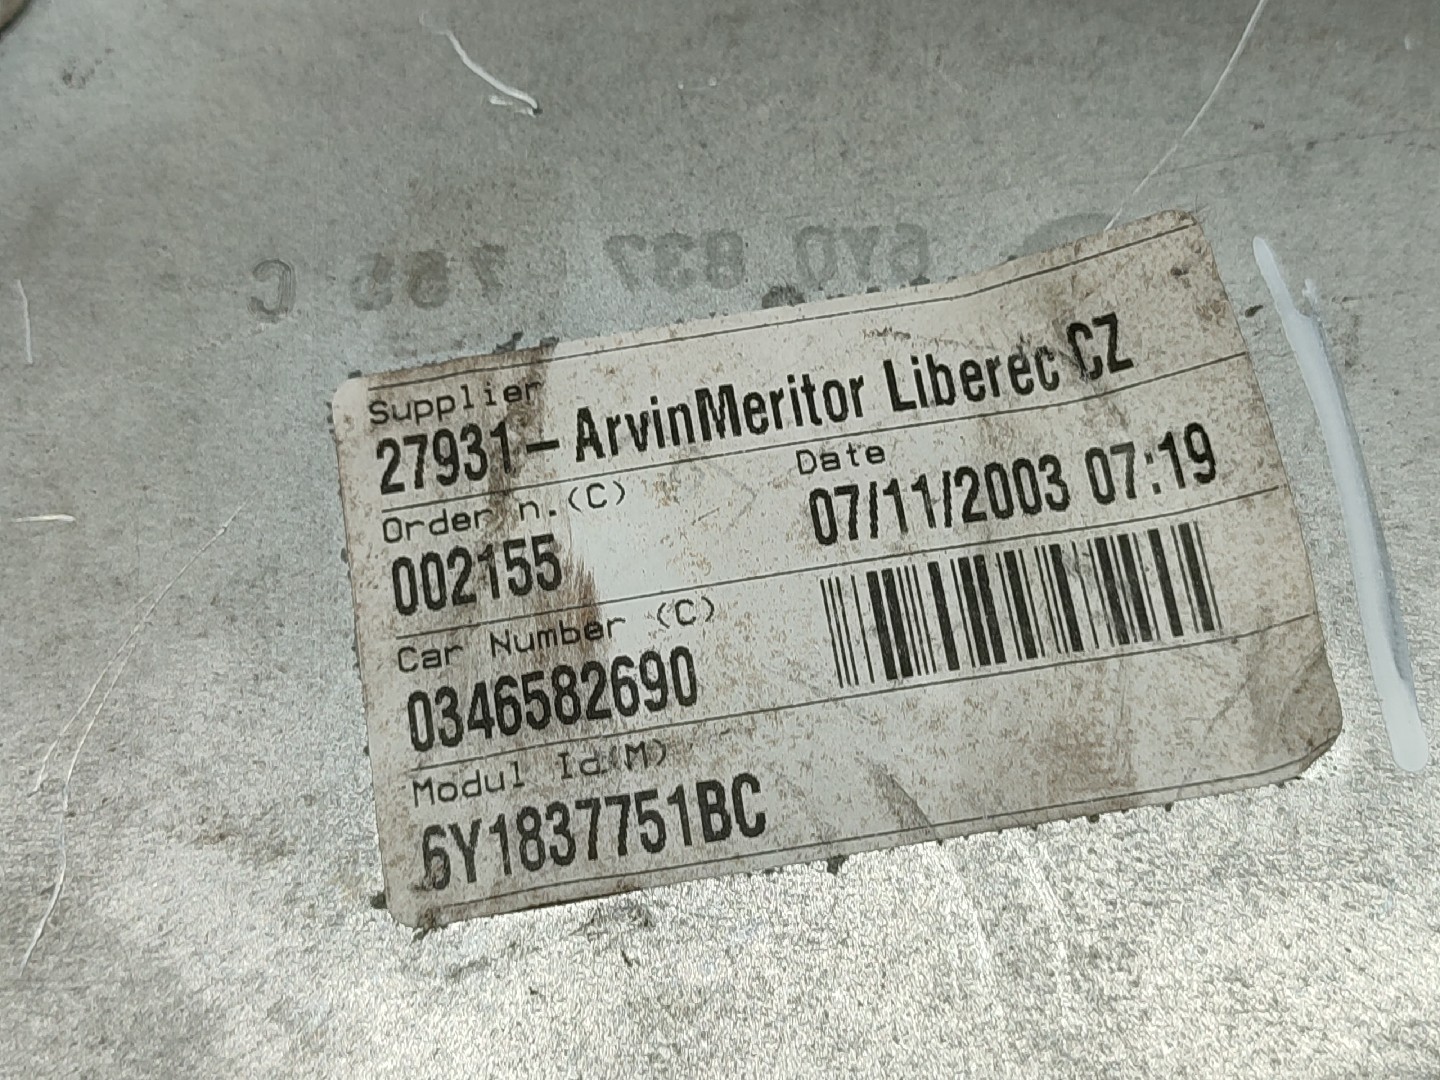 Supplier
27931-ArvinMeritor Liberec CZ
Order n.(C)
Date
002155
07/11/2003 07:19
Car Number (C)
0346582690
Modul Id(M)
6Y1837751BC